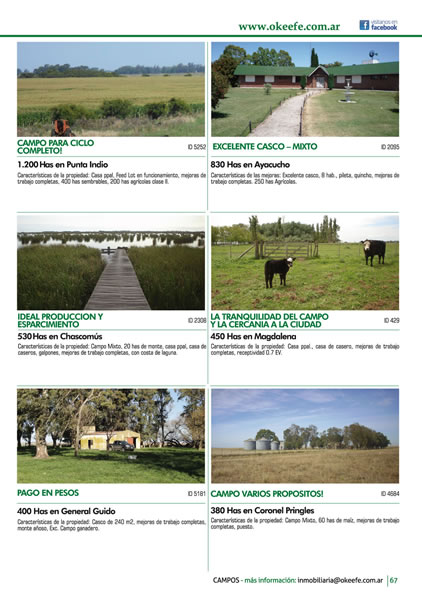 www.okeefe.com.ar
visitanos en
facebook
CAMPO PARA CICLO
COMPLETO!
ID 5252
1.200 Has en Punta Indio
Características de la propiedad: Casa ppal, Feed Lot en funcionamiento, mejoras de
trabajo completas, 400 has sembrables, 200 has agrícolas clase II.
EXCELENTE CASCO – MIXTO
ID 2095
830 Has en Ayacucho
Características de las mejores: Excelente casco, 8 hab., pileta, quincho, mejoras de
trabajo completas. 250 has Agrícolas.
IDEAL PRODUCCION Y
ESPARCIMIENTO
ID 2308
530 Has en Chascomús
Características de la propiedad: Campo Mixto, 20 has de monte, casa ppal, casa de
caseros, galpones, mejoras de trabajo completas, con costa de laguna.
LA TRANQUILIDAD DEL CAMPO
Y LA CERCANIA A LA CIUDAD
ID 429
450 Has en Magdalena
Características de la propiedad: Casa ppal., casa de casero, mejoras de trabajo
completas, receptividad 0.7 EV.
PAGO EN PESOS
ID 5181
400 Has en General Guido
Características de la propiedad: Casco de 240 m2, mejoras de trabajo completas,
monte añoso. Exc. Campo ganadero.
CAMPO VARIOS PROPOSITOS!
ID 4684
380 Has en Coronel Pringles
Características de la propiedad: Campo Mixto, 60 has de maíz, mejoras de trabajo
completas, puesto.
CAMPOS - más información: inmobiliaria@okeefe.com.ar | 67